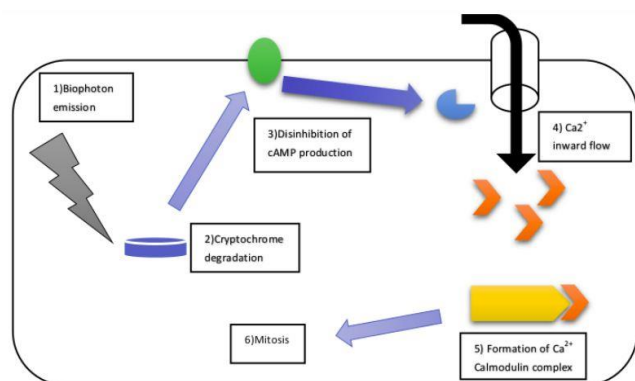 1)Biophoton
emission
2)Cryptochrome
degradation
3)Disinhibition of
cAMP production
4) Ca2⁺
inward flow
5) Formation of Ca²⁺
Calmodulin complex
6)Mitosis